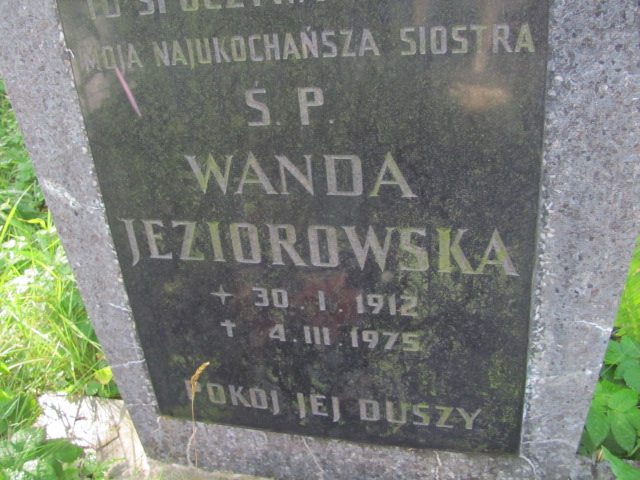 MOJA NAJUKOCHAŃSZA SIOSTRA
Ś. P.
WANDA
JEZIOROWSKA
+ 30. I. 1912
† 4. III. 1975
POKÓJ JEJ DUSZY